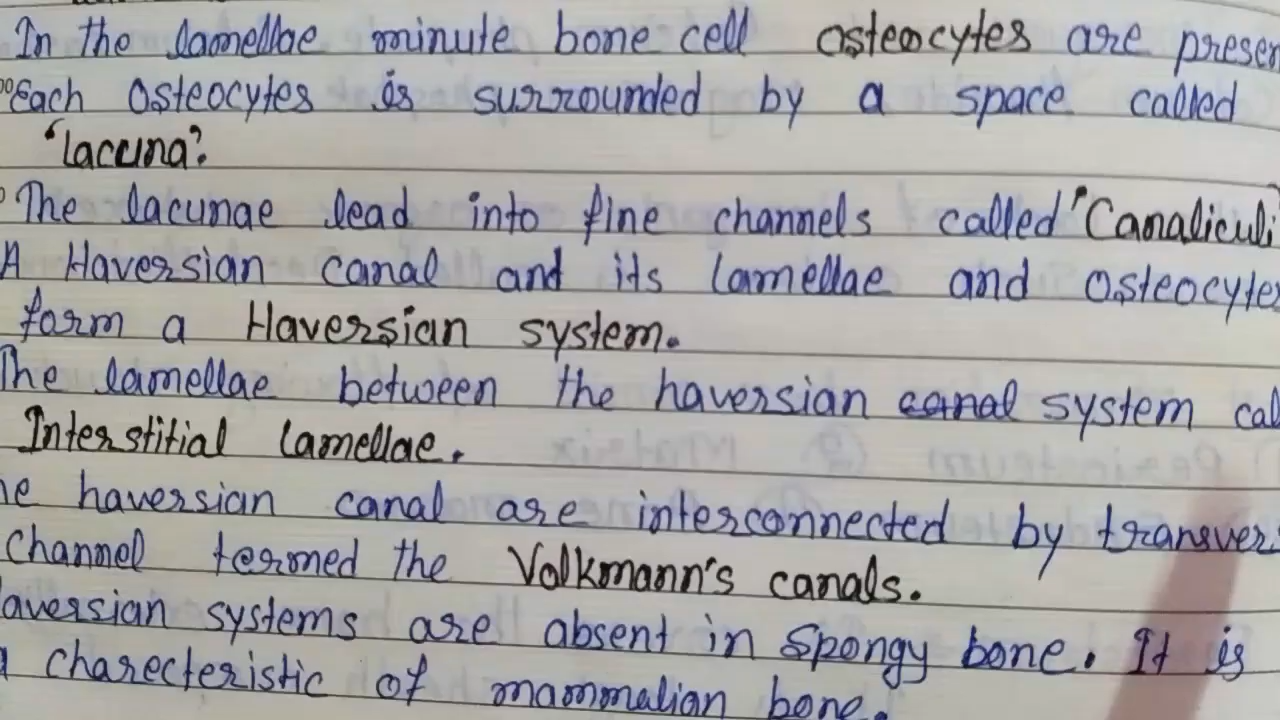 In the lamellae minute bone cell osteocytes are presen
Each Osteocytes is surrounded by a space called
"lacuna".
The lacunae lead into fine channels called "Canaliculi
A Haversian canal and its lamellae and osteocytes
form a Haversian system.
The lamellae between the haversian canal system cal
Interstitial lamellae.
he haversian canal are interconnected by transver
Channel termed the Volkmann's canals.
aversian systems are absent in Spongy bone. It is
a charecteristic of mammalian bone.